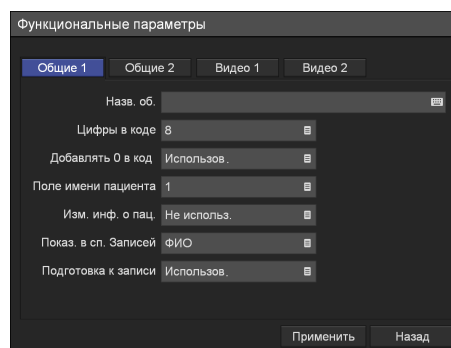 Функциональные параметры
Общие 1 Общие 2 Видео 1 Видео 2
Назв. об.
Цифры в коде 8
Добавлять 0 в код Использов.
Поле имени пациента 1
Изм. инф. о пац. Не использ.
Показ. в сп. Записей ФИО
Подготовка к записи Использов.
Применить Назад